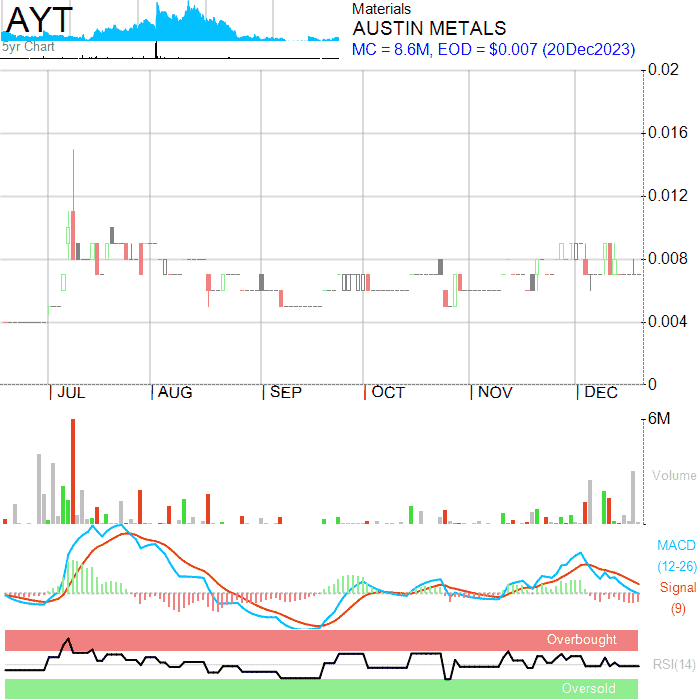 AYT
5yr Chart
Materials
AUSTIN METALS
MC = 8.6M, EOD = $0.007 (20Dec2023)
0.02
0.016
0.012
0.008
0.004
0
JUL AUG SEP OCT NOV DEC
6M
Volume
MACD
(12-26)
Signal
(9)
Overbought
RSI(14)
Oversold